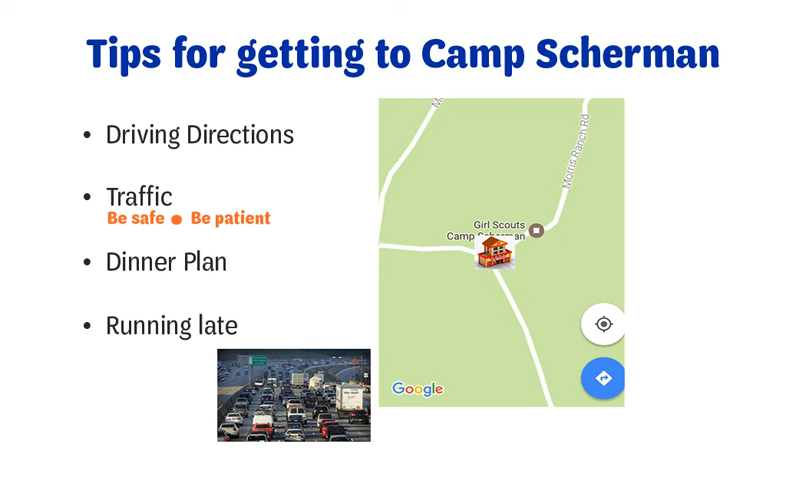 Tips for getting to Camp Scherman
• Driving Directions
• Traffic
Be safe ● Be patient
• Dinner Plan
• Running late
Morris Ranch Rd
Girl Scouts
Camp Scherman
Google